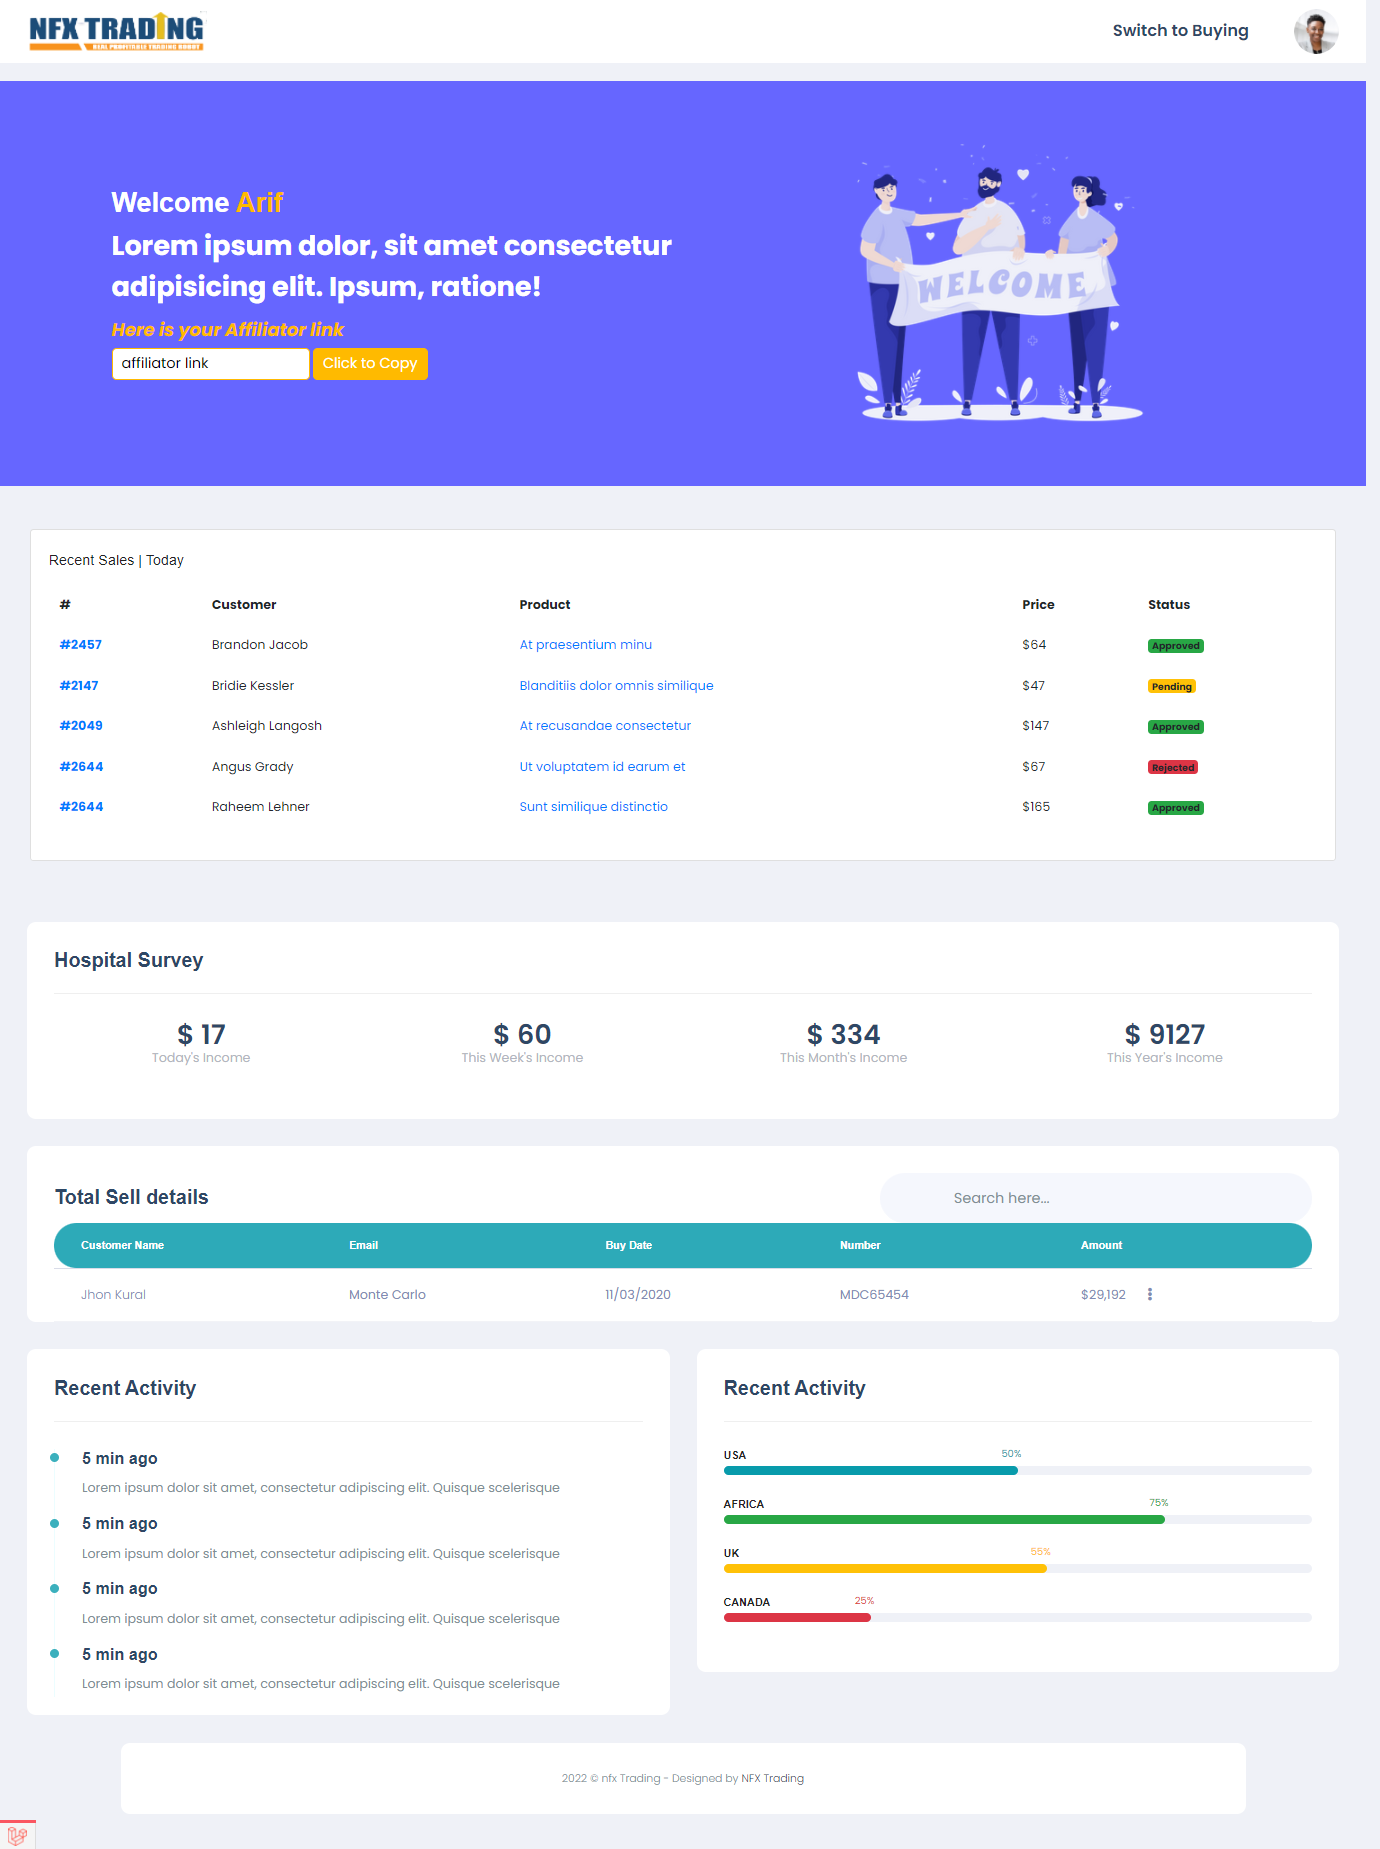 NFX TRADING
REAL PROFITABLE TRADING ROBOT
Switch to Buying
Welcome Arif
Lorem ipsum dolor, sit amet consectetur
adipisicing elit. Ipsum, ratione!
Here is your Affiliator link
affiliator link Click to Copy
WELCOME
Recent Sales | Today
# Customer Product Price Status
#2457 Brandon Jacob At praesentium minu $64 Approved
#2147 Bridie Kessler Blanditiis dolor omnis similique $47 Pending
#2049 Ashleigh Langosh At recusandae consectetur $147 Approved
#2644 Angus Grady Ut voluptatem id earum et $67 Rejected
#2644 Raheem Lehner Sunt similique distinctio $165 Approved
Hospital Survey
$ 17 $ 60 $ 334 $ 9127
Today's Income This Week's Income This Month's Income This Year's Income
Total Sell details Search here...
Customer Name Email Buy Date Number Amount
Jhon Kural Monte Carlo 11/03/2020 MDC65454 $29,192
Recent Activity
5 min ago
Lorem ipsum dolor sit amet, consectetur adipiscing elit. Quisque scelerisque
5 min ago
Lorem ipsum dolor sit amet, consectetur adipiscing elit. Quisque scelerisque
5 min ago
Lorem ipsum dolor sit amet, consectetur adipiscing elit. Quisque scelerisque
5 min ago
Lorem ipsum dolor sit amet, consectetur adipiscing elit. Quisque scelerisque
Recent Activity
USA 50%
AFRICA 75%
UK 55%
CANADA 25%
2022 © nfx Trading - Designed by NFX Trading